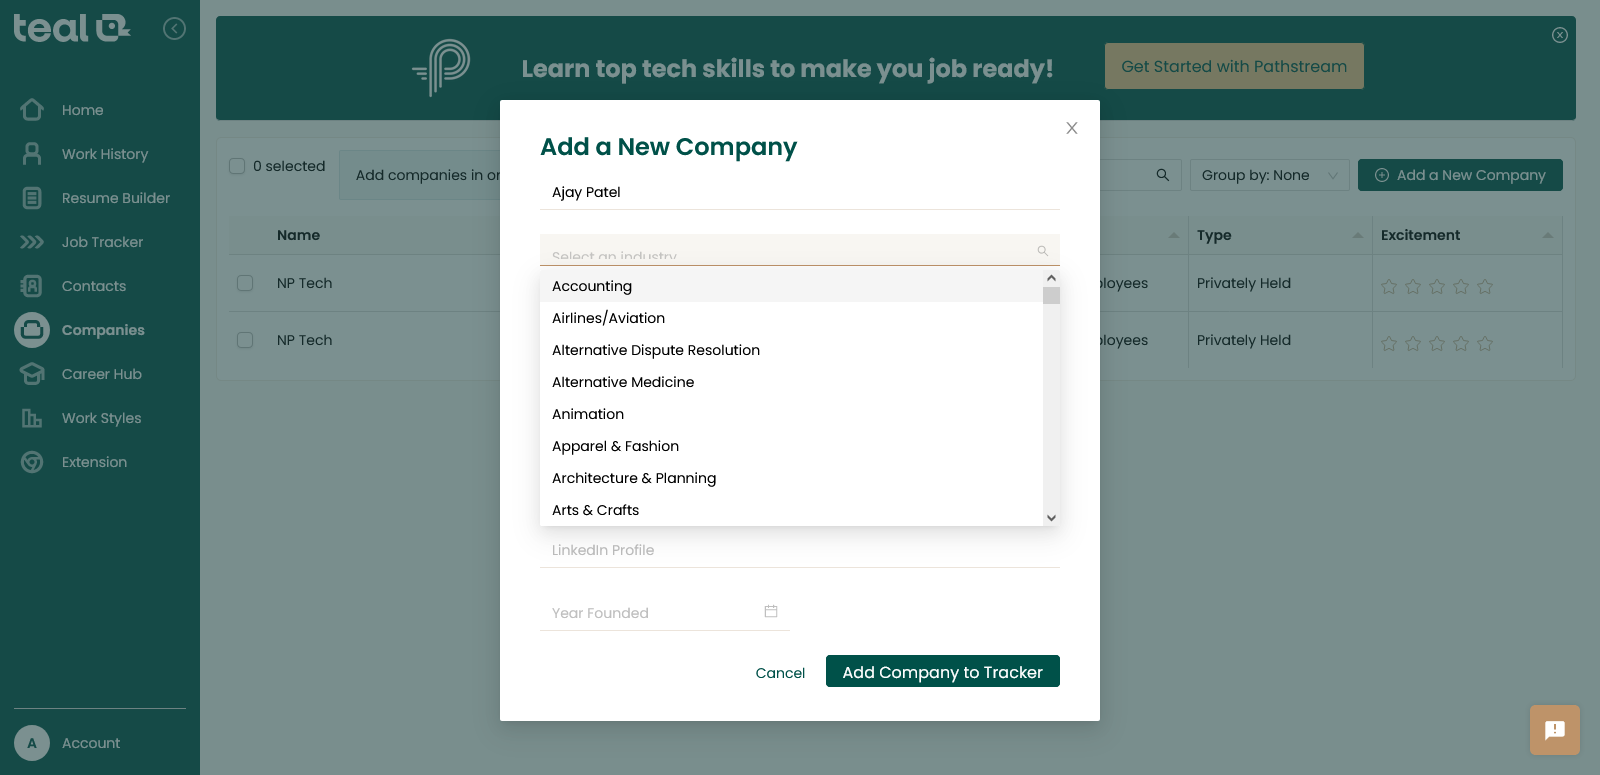 teal
Home
Work History
Resume Builder
Job Tracker
Contacts
Companies
Career Hub
Work Styles
Extension
A Account
Learn top tech skills to make you job ready!
Get Started with Pathstream
0 selected
Add companies in or
Group by: None
Add a New Company
Name
Type
Excitement
NP Tech
ployees
Privately Held
NP Tech
ployees
Privately Held
Add a New Company
Ajay Patel
Select an industry
Accounting
Airlines/Aviation
Alternative Dispute Resolution
Alternative Medicine
Animation
Apparel & Fashion
Architecture & Planning
Arts & Crafts
LinkedIn Profile
Year Founded
Cancel
Add Company to Tracker